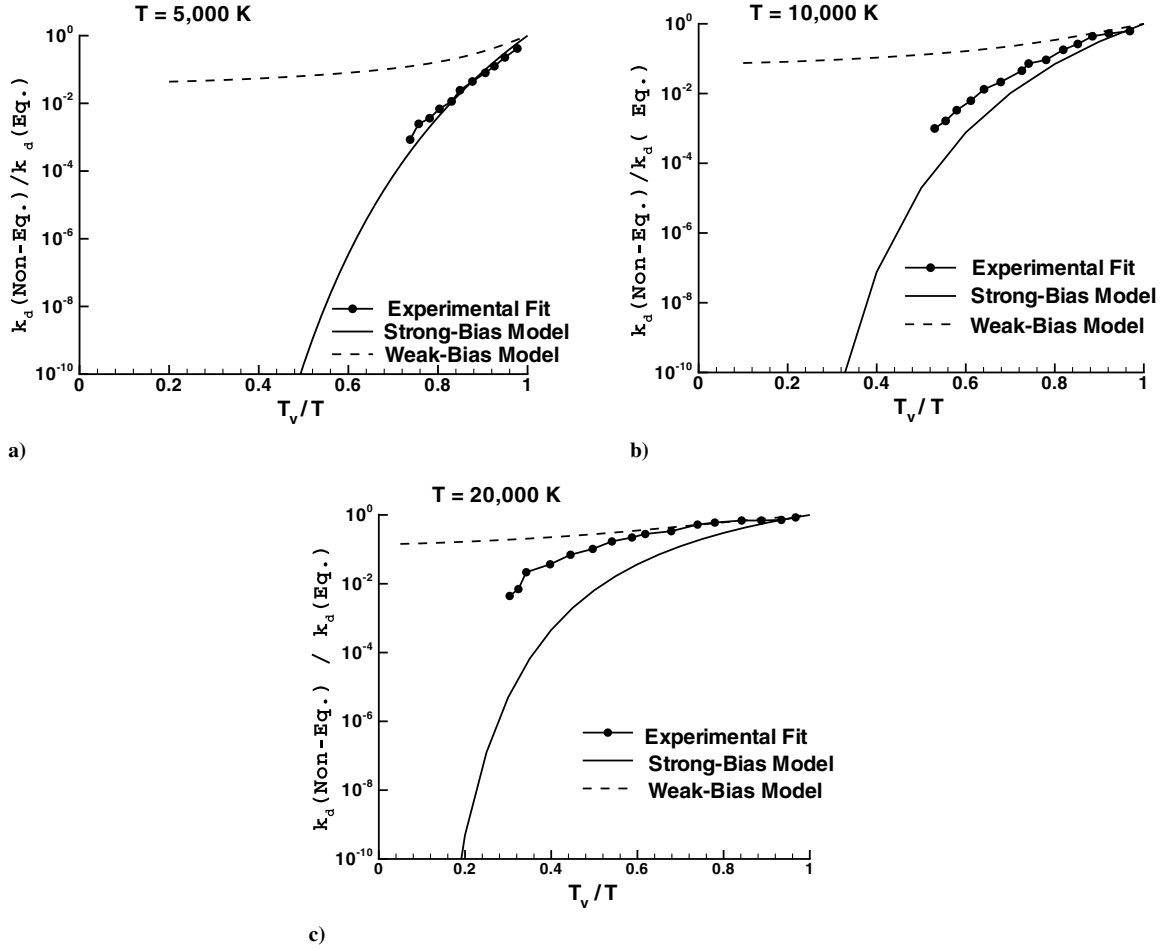 T = 5,000 K
k_d(Non-Eq.)/k_d(Eq.)
10^0
10^-2
10^-4
10^-6
10^-8
10^-10
Experimental Fit
Strong-Bias Model
Weak-Bias Model
0 0.2 0.4 0.6 0.8 1
T_v/T
a)
T = 10,000 K
k_d(Non-Eq.)/k_d( Eq.)
10^0
10^-2
10^-4
10^-6
10^-8
10^-10
Experimental Fit
Strong-Bias Model
Weak-Bias Model
0 0.2 0.4 0.6 0.8 1
T_v/T
b)
T = 20,000 K
k_d(Non-Eq.) / k_d(Eq.)
10^0
10^-2
10^-4
10^-6
10^-8
10^-10
Experimental Fit
Strong-Bias Model
Weak-Bias Model
0 0.2 0.4 0.6 0.8 1
T_v/T
c)